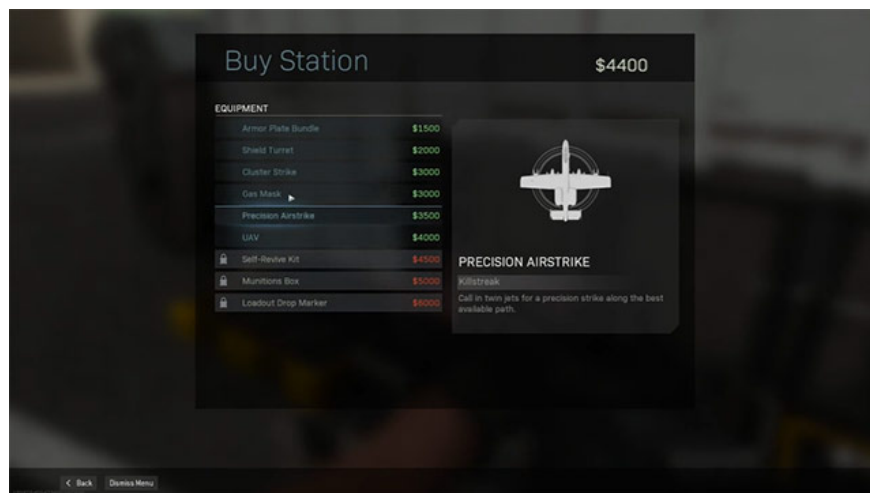 Buy Station
$4400
EQUIPMENT
Armor Plate Bundle $1500
Shield Turret $2000
Cluster Strike $3000
Gas Mask $3000
Precision Airstrike $3500
UAV $4000
Self-Revive Kit $4500
Munitions Box $5000
Loadout Drop Marker $6000
PRECISION AIRSTRIKE
Killstreak
Call in twin jets for a precision strike along the best
available path.
< Back Dismiss Menu